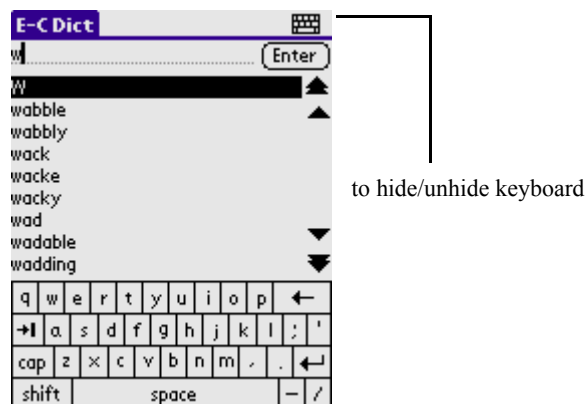 E-C Dict
w
Enter
W
wabble
wabbly
wack
wacke
wacky
to hide/unhide keyboard
wad
wadable
wadding
q w e r t y u i o p ←
→I a s d f g h j k l ; '
cap z x c v b n m , . ↵
shift space - /